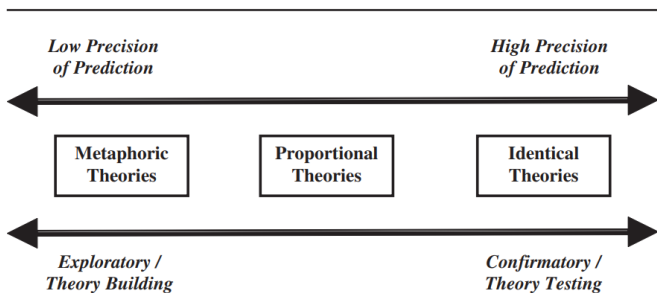 Low Precision
of Prediction
High Precision
of Prediction
Metaphoric
Theories
Proportional
Theories
Identical
Theories
Exploratory /
Theory Building
Confirmatory /
Theory Testing